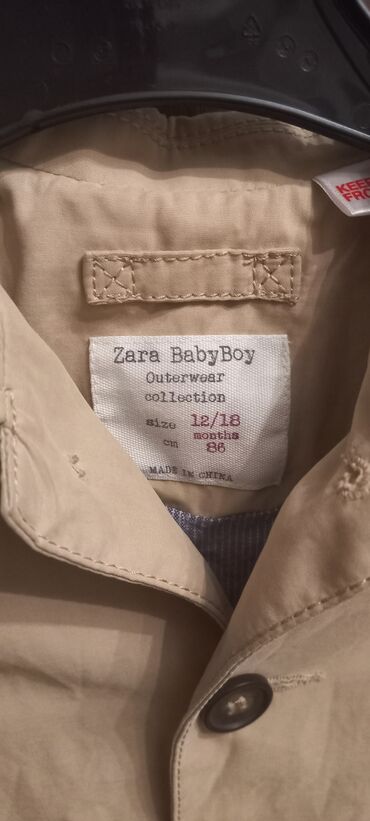 KEEP
FRO
Zara BabyBoy
Outerwear
collection
size 12/18
months
cm 86
MADE IN CHINA